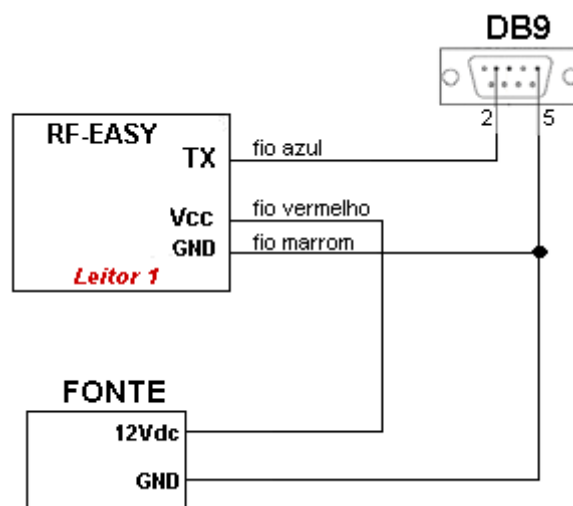 DB9
2 5
RF-EASY
TX
fio azul
Vcc
fio vermelho
GND
fio marrom
Leitor 1
FONTE
12Vdc
GND